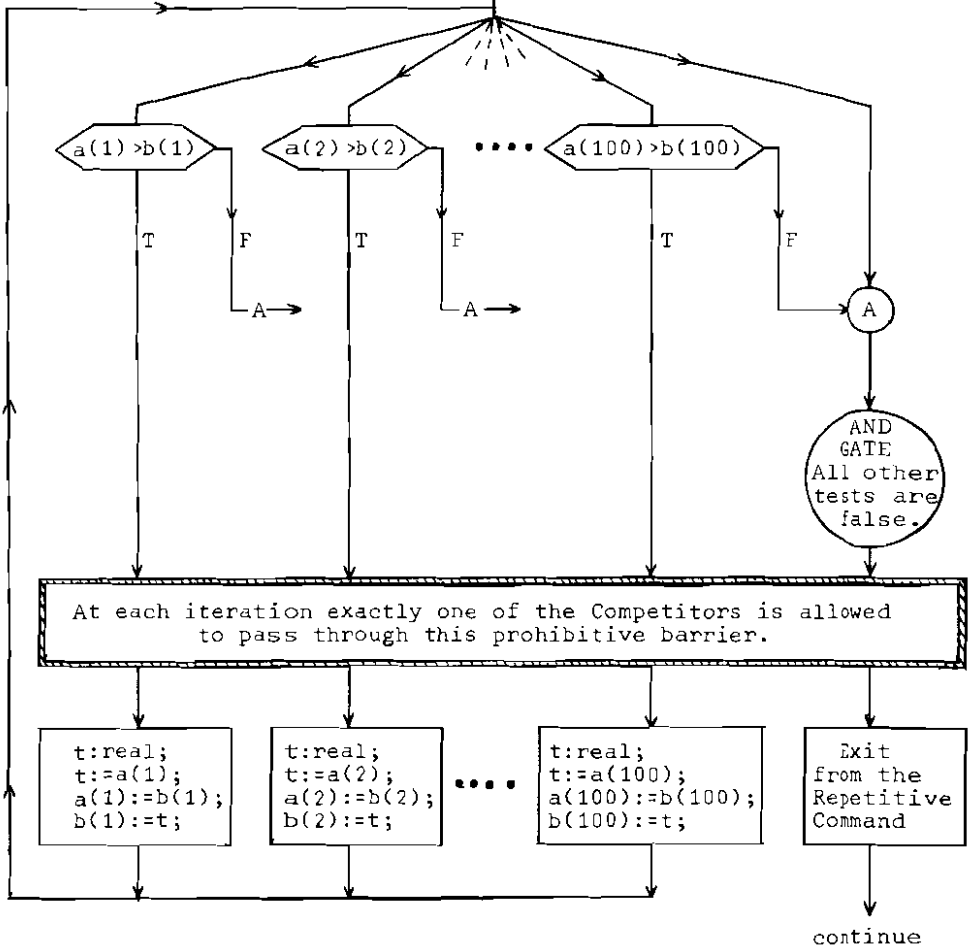 a(1)>b(1)
a(2)>b(2)
a(100)>b(100)
T
F
T
F
T
F
A
A
A
AND
GATE
All other
tests are
false.
At each iteration exactly one of the Competitors is allowed
to pass through this prohibitive barrier.
t:real;
t:=a(1);
a(1):=b(1);
b(1):=t;
t:real;
t:=a(2);
a(2):=b(2);
b(2):=t;
t:real;
t:=a(100);
a(100):=b(100);
b(100):=t;
Exit
from the
Repetitive
Command
continue